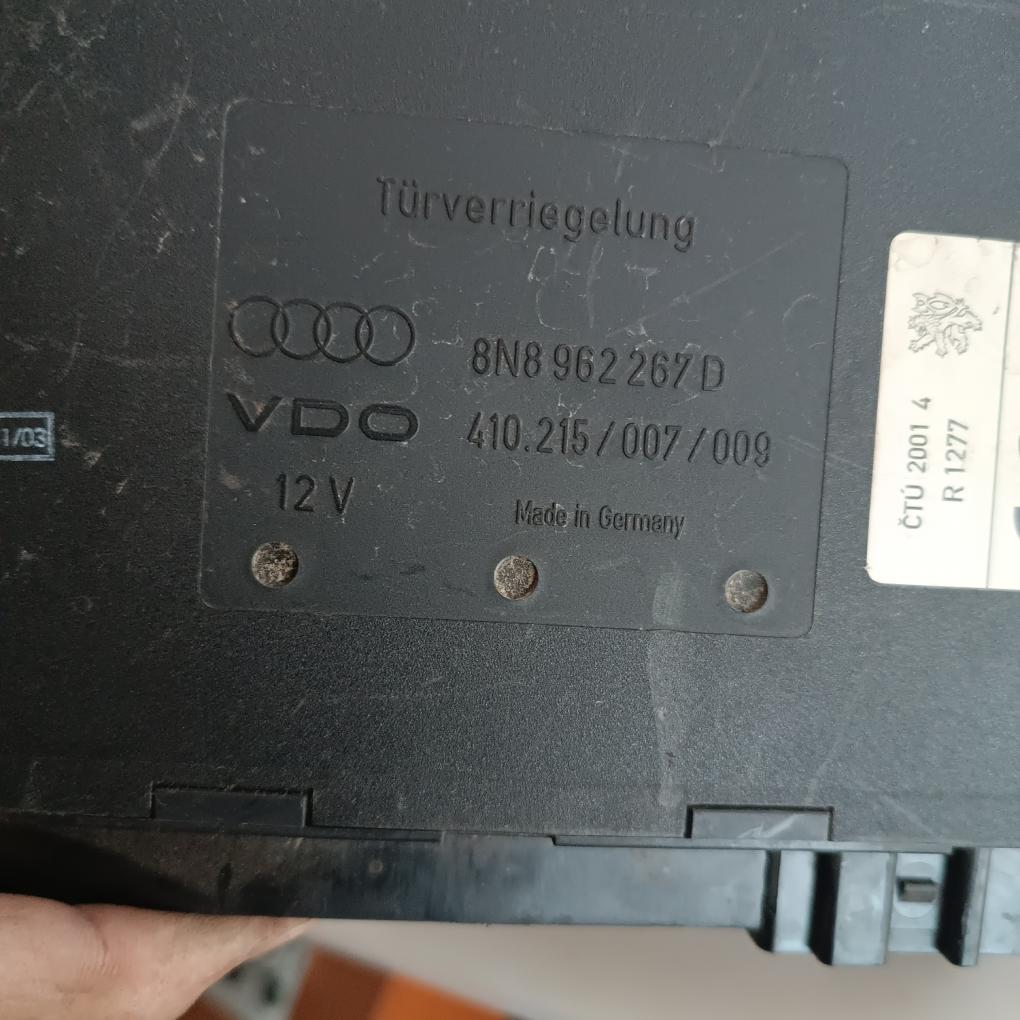 Türverriegelung
8N8 962 267 D
VDO
410.215/007/009
12 V
Made in Germany
1/03
ČTÚ 2001 4
R 1277